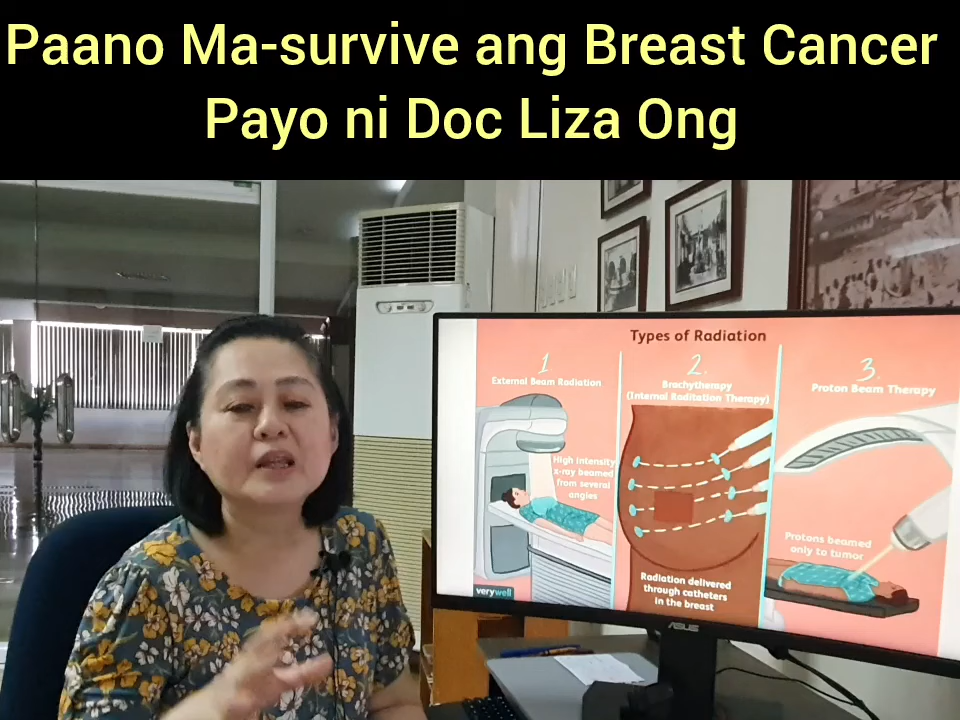 Paano Ma-survive ang Breast Cancer
Payo ni Doc Liza Ong
Types of Radiation
1
External Beam Radiation
High intensity
x-ray beamed
from several
angles
verywell
2.
Brachytherapy
(Internal Raditation Therapy)
Radiation delivered
through catheters
in the breast
3.
Proton Beam Therapy
Protons beamed
only to tumor
ASUS